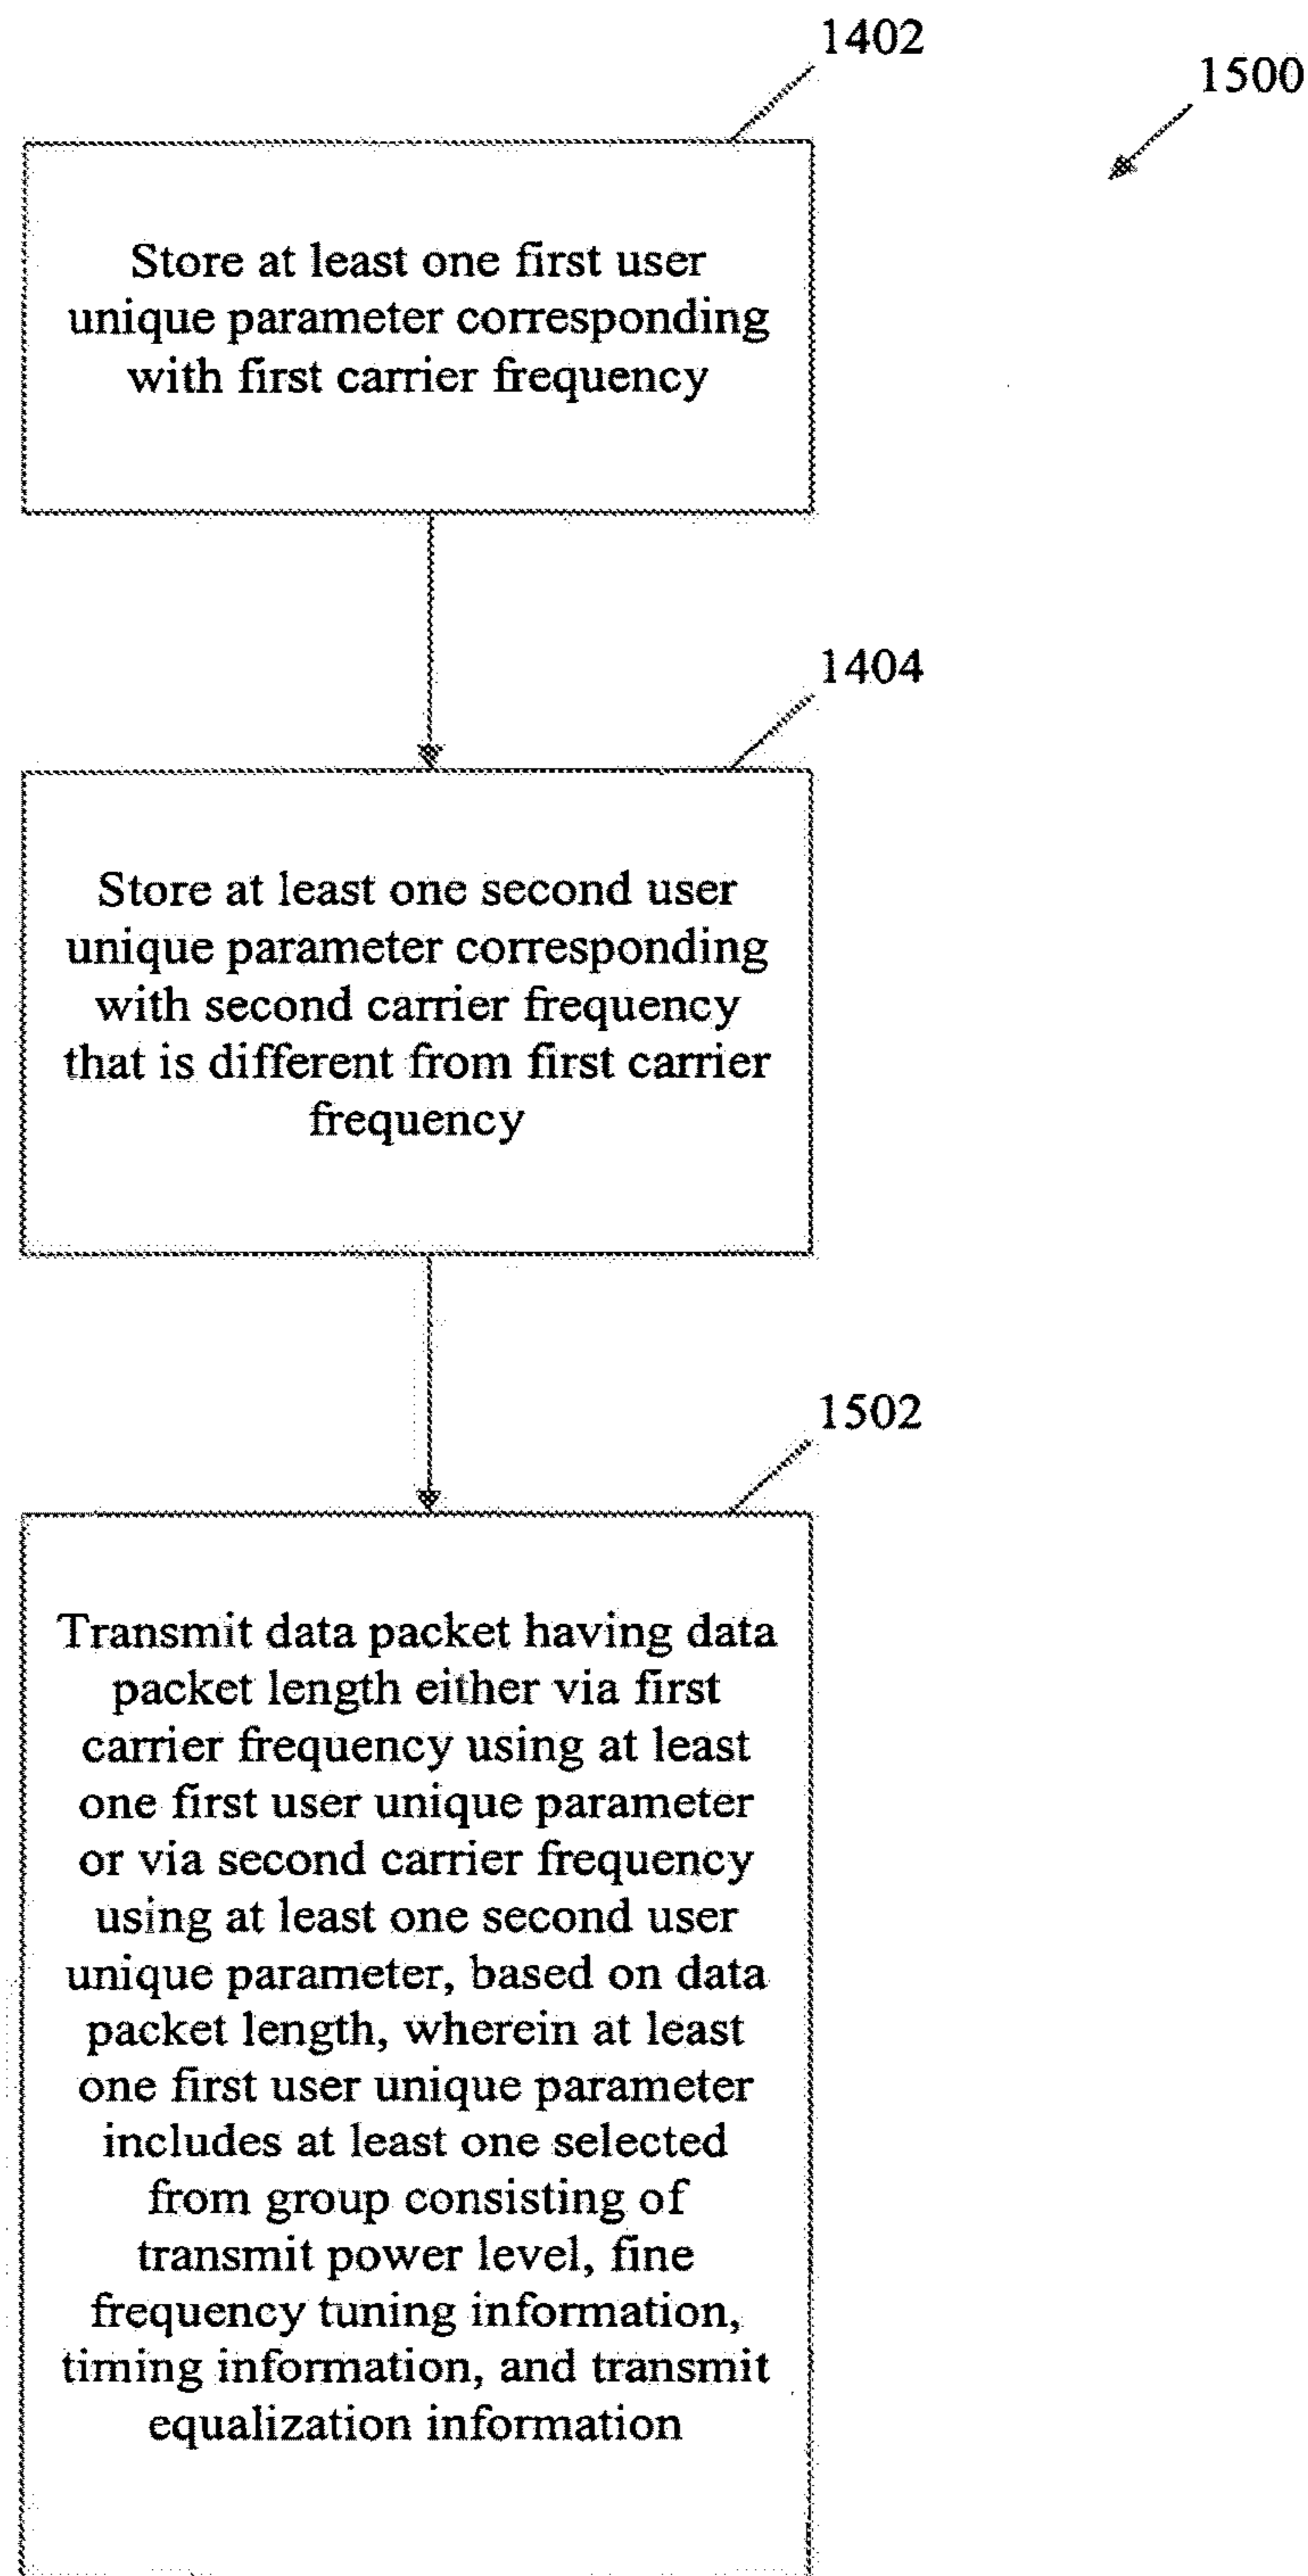 1402
1500
Store at least one first user
unique parameter corresponding
with first carrier frequency
1404
Store at least one second user
unique parameter corresponding
with second carrier frequency
that is different from first carrier
frequency
1502
Transmit data packet having data
packet length either via first
carrier frequency using at least
one first user unique parameter
or via second carrier frequency
using at least one second user
unique parameter, based on data
packet length, wherein at least
one first user unique parameter
includes at least one selected
from group consisting of
transmit power level, fine
frequency tuning information,
timing information, and transmit
equalization information